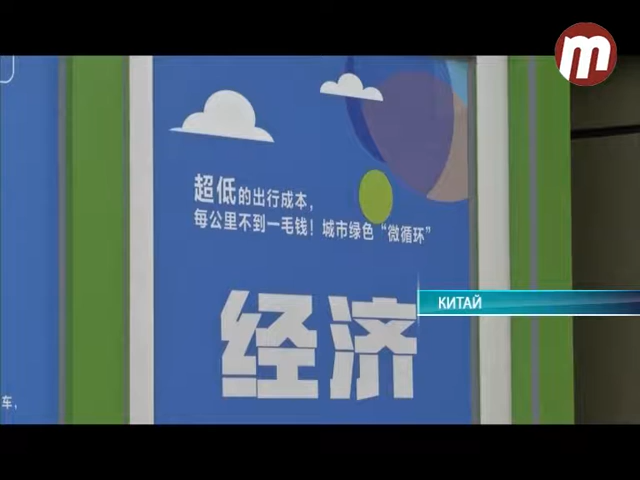 m
超低的出行成本，
每公里不到一毛钱！城市绿色“微循环”
КИТАЙ
经济
车，